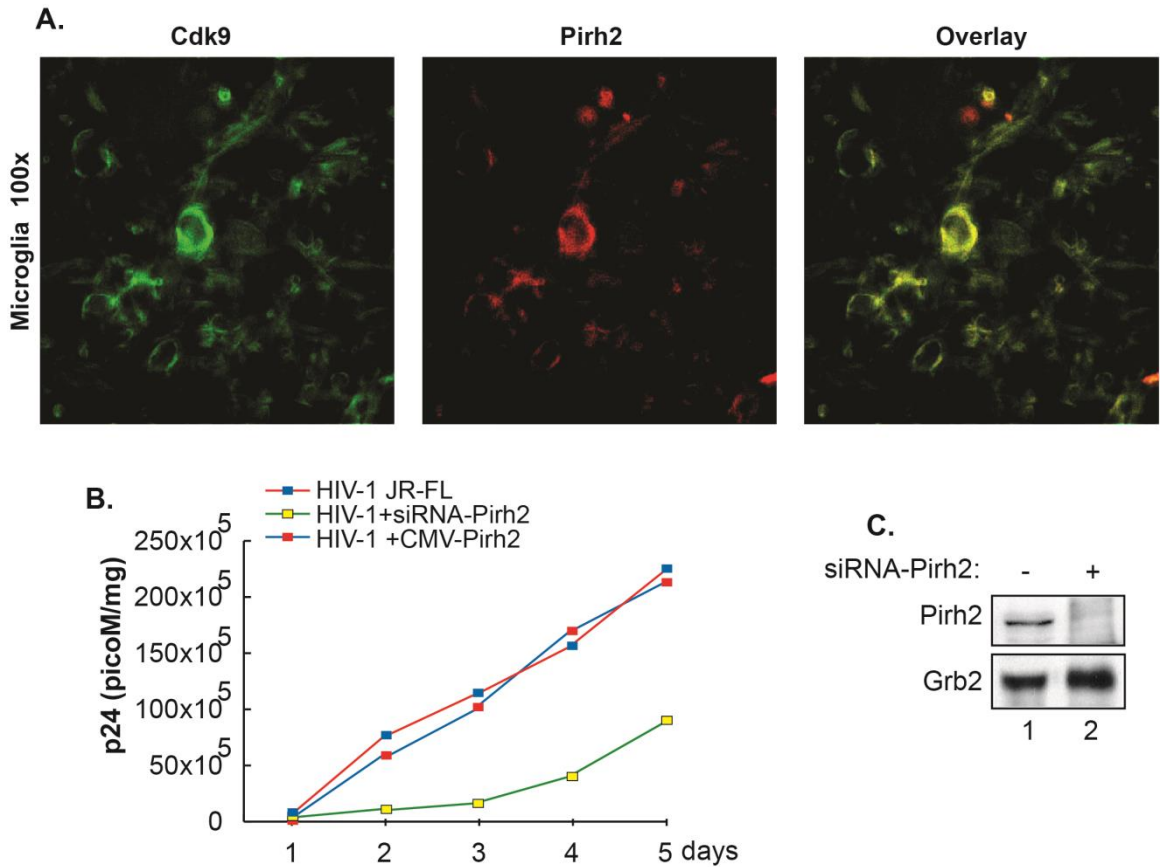 A.
Cdk9 Pirh2 Overlay
Microglia 100x
B.
HIV-1 JR-FL
HIV-1+siRNA-Pirh2
HIV-1 +CMV-Pirh2
p24 (picoM/mg)
250x10 5
200x10 5
150x10 5
100x10 5
50x10 5
0
1 2 3 4 5 days
C.
siRNA-Pirh2: - +
Pirh2
Grb2
1 2